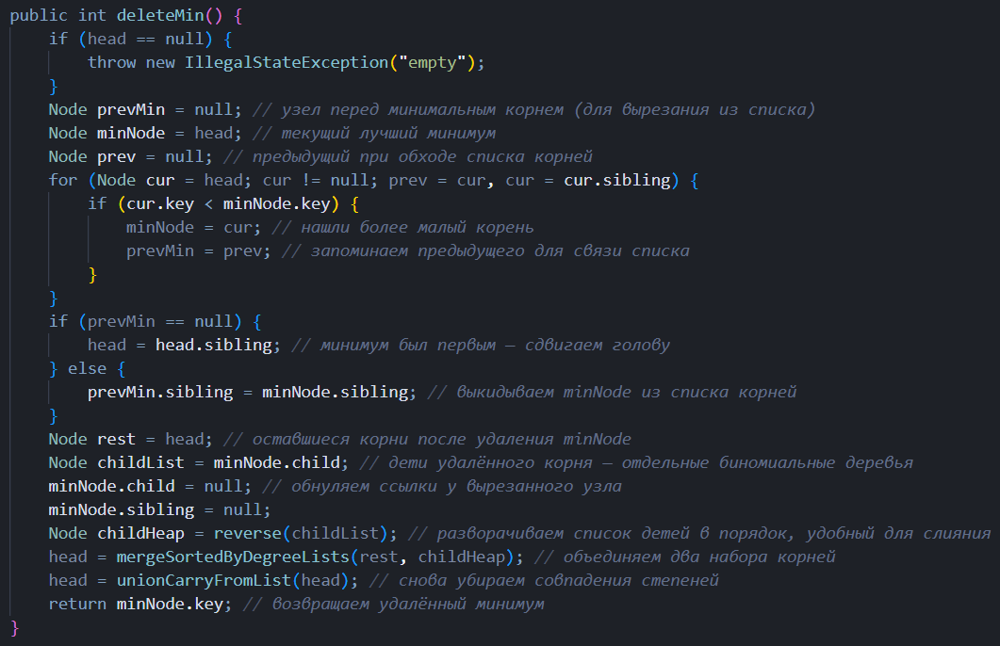 public int deleteMin() {
    if (head == null) {
        throw new IllegalStateException("empty");
    }
    Node prevMin = null; // узел перед минимальным корнем (для вырезания из списка)
    Node minNode = head; // текущий лучший минимум
    Node prev = null; // предыдущий при обходе списка корней
    for (Node cur = head; cur != null; prev = cur, cur = cur.sibling) {
        if (cur.key < minNode.key) {
            minNode = cur; // нашли более малый корень
            prevMin = prev; // запоминаем предыдущего для связи списка
        }
    }
    if (prevMin == null) {
        head = head.sibling; // минимум был первым — сдвигаем голову
    } else {
        prevMin.sibling = minNode.sibling; // выкидываем minNode из списка корней
    }
    Node rest = head; // оставшиеся корни после удаления minNode
    Node childList = minNode.child; // дети удалённого корня — отдельные биномиальные деревья
    minNode.child = null; // обнуляем ссылки у вырезанного узла
    minNode.sibling = null;
    Node childHeap = reverse(childList); // разворачиваем список детей в порядок, удобный для слияния
    head = mergeSortedByDegreeLists(rest, childHeap); // объединяем два набора корней
    head = unionCarryFromList(head); // снова убираем совпадения степеней
    return minNode.key; // возвращаем удалённый минимум
}